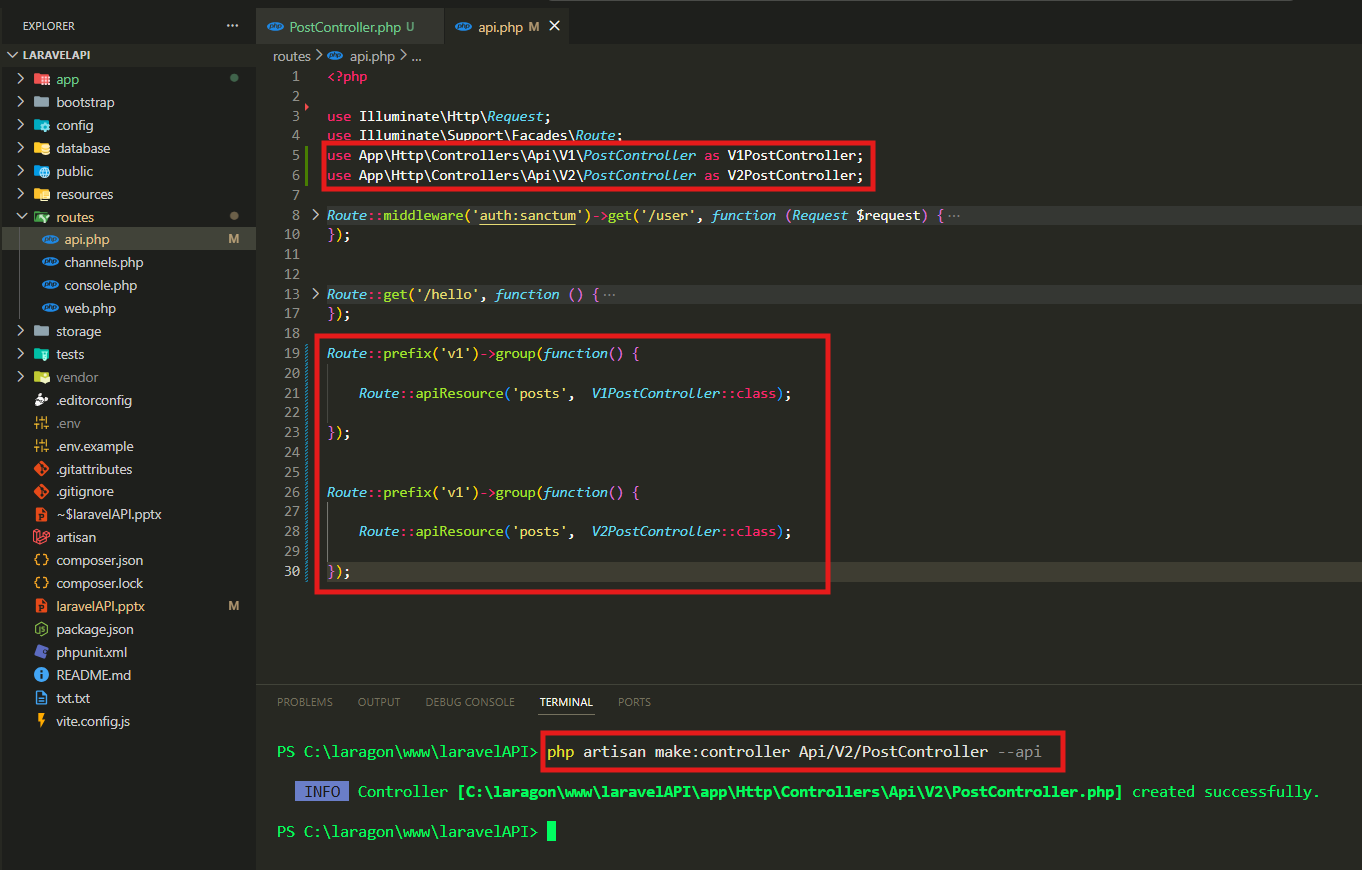 EXPLORER
LARAVELAPI
app
bootstrap
config
database
public
resources
routes
api.php M
channels.php
console.php
web.php
storage
tests
vendor
.editorconfig
.env
.env.example
.gitattributes
.gitignore
~$laravelAPI.pptx
artisan
composer.json
composer.lock
laravelAPI.pptx M
package.json
phpunit.xml
README.md
txt.txt
vite.config.js
PostController.php U
api.php M
routes > api.php > ...
1 <?php
2
3 use Illuminate\Http\Request;
4 use Illuminate\Support\Facades\Route;
5 use App\Http\Controllers\Api\V1\PostController as V1PostController;
6 use App\Http\Controllers\Api\V2\PostController as V2PostController;
7
8 Route::middleware('auth:sanctum')->get('/user', function (Request $request) {...
10 });
11
12
13 Route::get('/hello', function () {...
17 });
18
19 Route::prefix('v1')->group(function() {
20
21 Route::apiResource('posts', V1PostController::class);
22
23 });
24
25
26 Route::prefix('v1')->group(function() {
27
28 Route::apiResource('posts', V2PostController::class);
29
30 });
PROBLEMS OUTPUT DEBUG CONSOLE TERMINAL PORTS
PS C:\laragon\www\laravelAPI> php artisan make:controller Api/V2/PostController --api
INFO Controller [C:\laragon\www\laravelAPI\app\Http\Controllers\Api\V2\PostController.php] created successfully.
PS C:\laragon\www\laravelAPI>